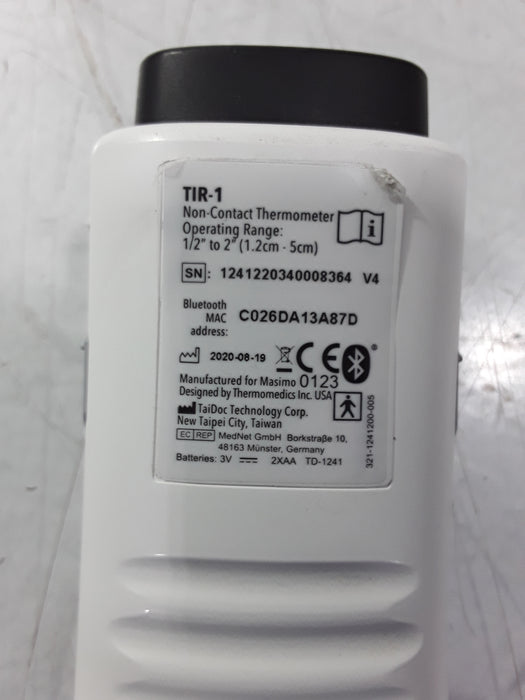 TIR-1
Non-Contact Thermometer
Operating Range:
1/2" to 2" (1.2cm - 5cm)
SN: 1241220340008364 V4
Bluetooth
MAC C026DA13A87D
address:
2020-08-19 CE
Manufactured for Masimo 0123
Designed by Thermomedics Inc. USA
TaiDoc Technology Corp.
New Taipei City, Taiwan
EC REP MedNet GmbH Borkstraße 10,
48163 Münster, Germany
Batteries: 3V 2XAA TD-1241
321-1241200-005